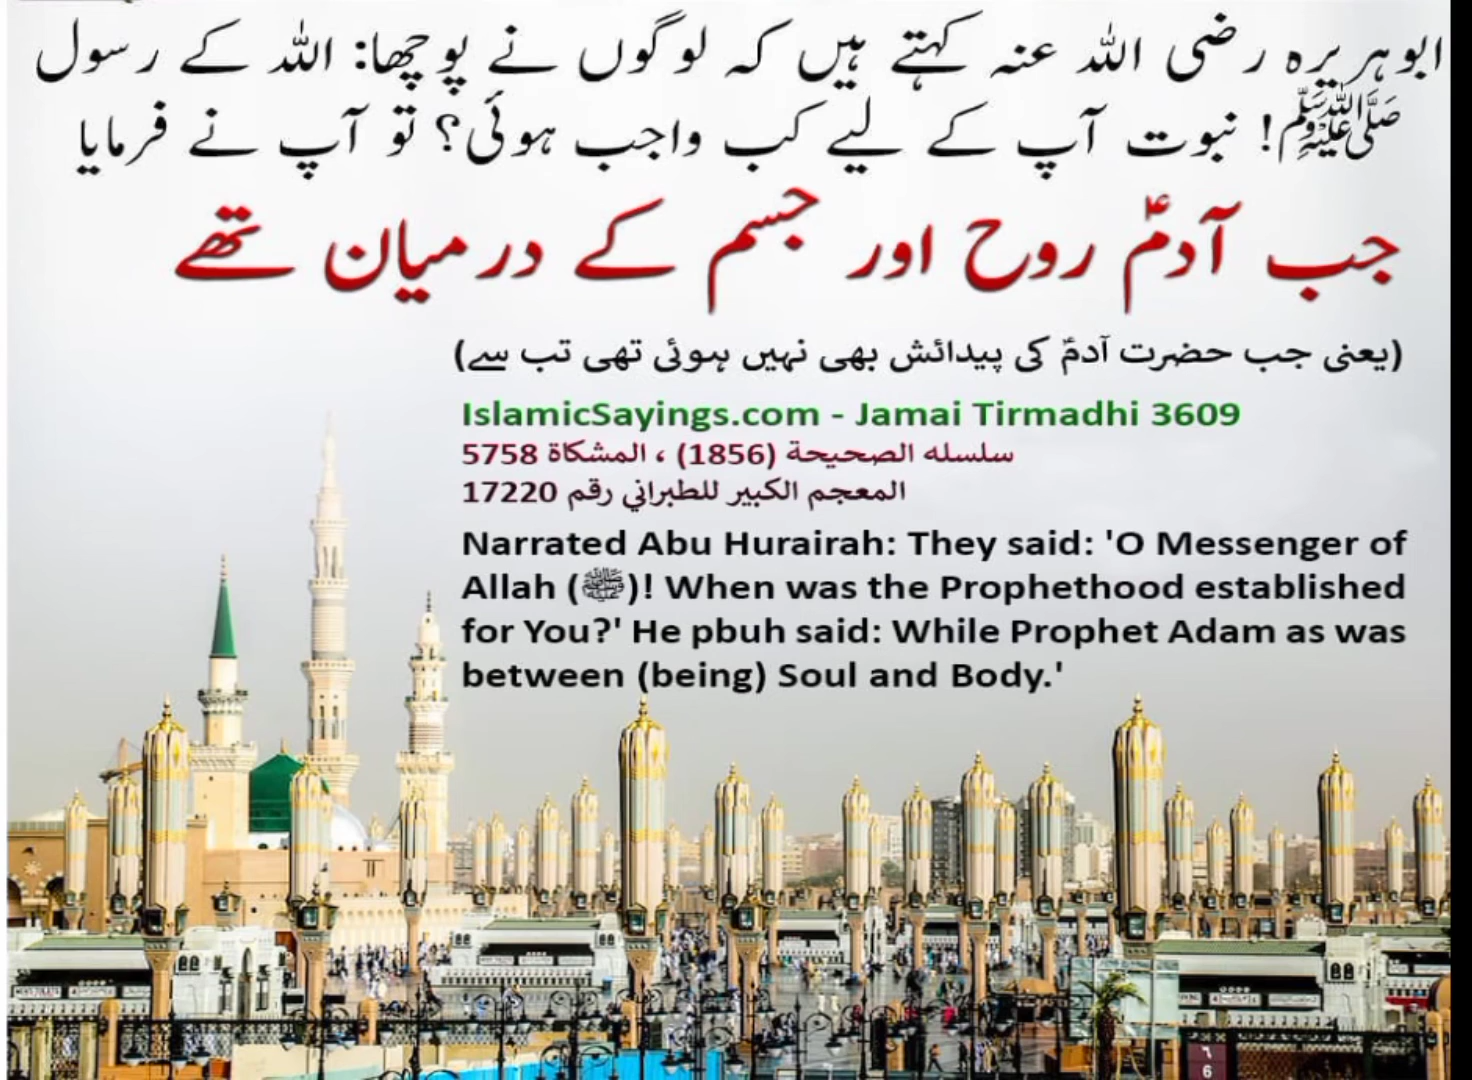 ابوہریرہ رضی اللہ عنہ کہتے ہیں کہ لوگوں نے پوچھا: اللہ کے رسول
ﷺ! نبوت آپ کے لیے کب واجب ہوئی؟ تو آپ نے فرمایا
جب آدمؑ روح اور جسم کے درمیان تھے
(یعنی جب حضرت آدمؑ کی پیدائش بھی نہیں ہوئی تھی تب سے)
IslamicSayings.com - Jamai Tirmadhi 3609
سلسله الصحيحة (1856) ، المشكاة 5758
المعجم الكبير للطبراني رقم 17220
Narrated Abu Hurairah: They said: 'O Messenger of
Allah (ﷺ)! When was the Prophethood established
for You?' He pbuh said: While Prophet Adam as was
between (being) Soul and Body.'
٦
6